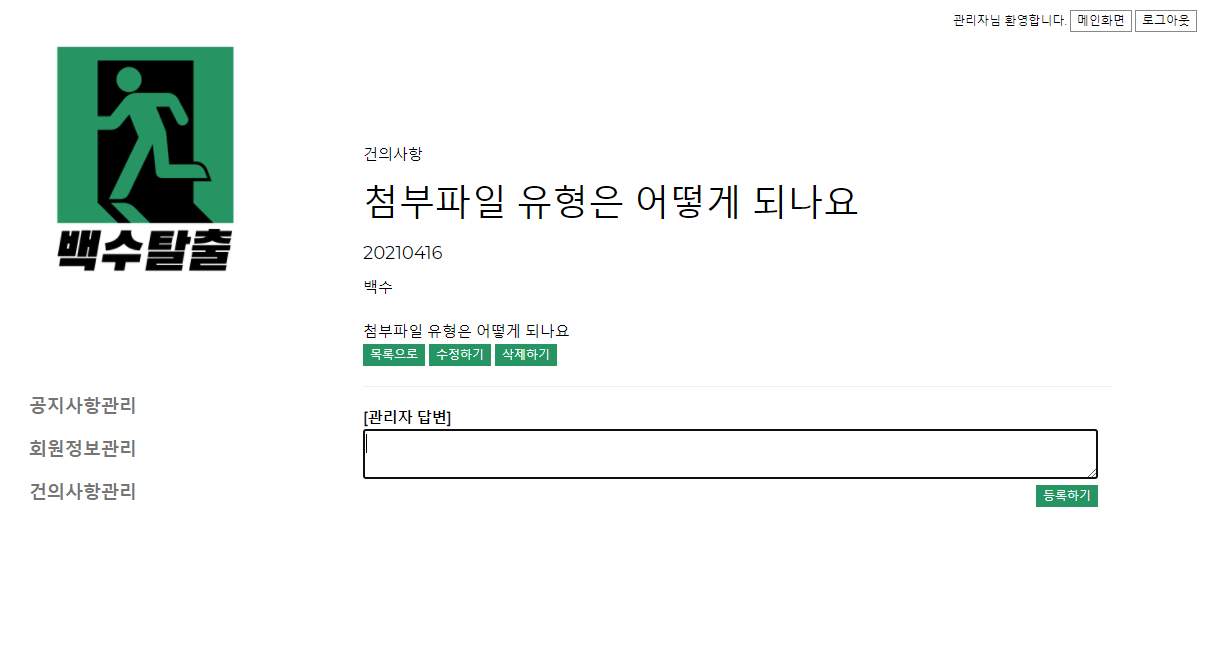 관리자님 환영합니다. 메인화면 로그아웃
백수탈출
건의사항
첨부파일 유형은 어떻게 되나요
20210416
백수
첨부파일 유형은 어떻게 되나요
목록으로 수정하기 삭제하기
공지사항관리
회원정보관리
건의사항관리
[관리자 답변]
등록하기